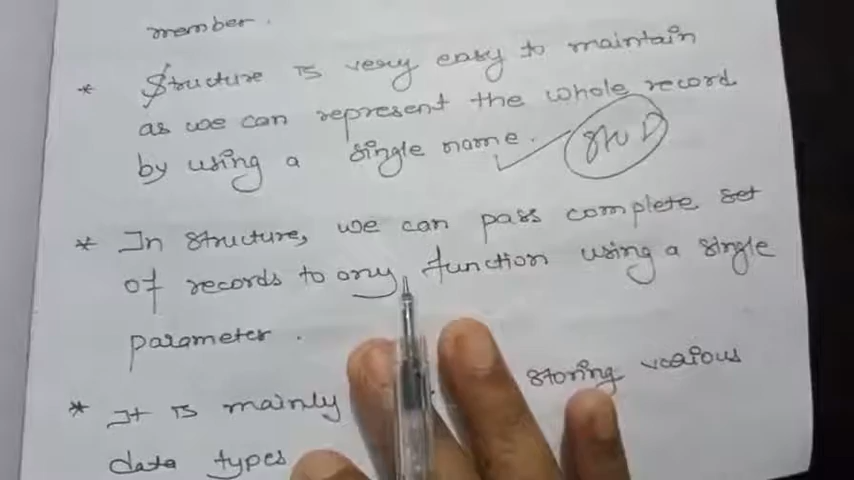 member.
* Structure is very easy to maintain
as we can represent the whole record
by using a single name.
* In structure, we can pass complete set
of records to any function using a single
parameter.
* It is mainly storing various
data types